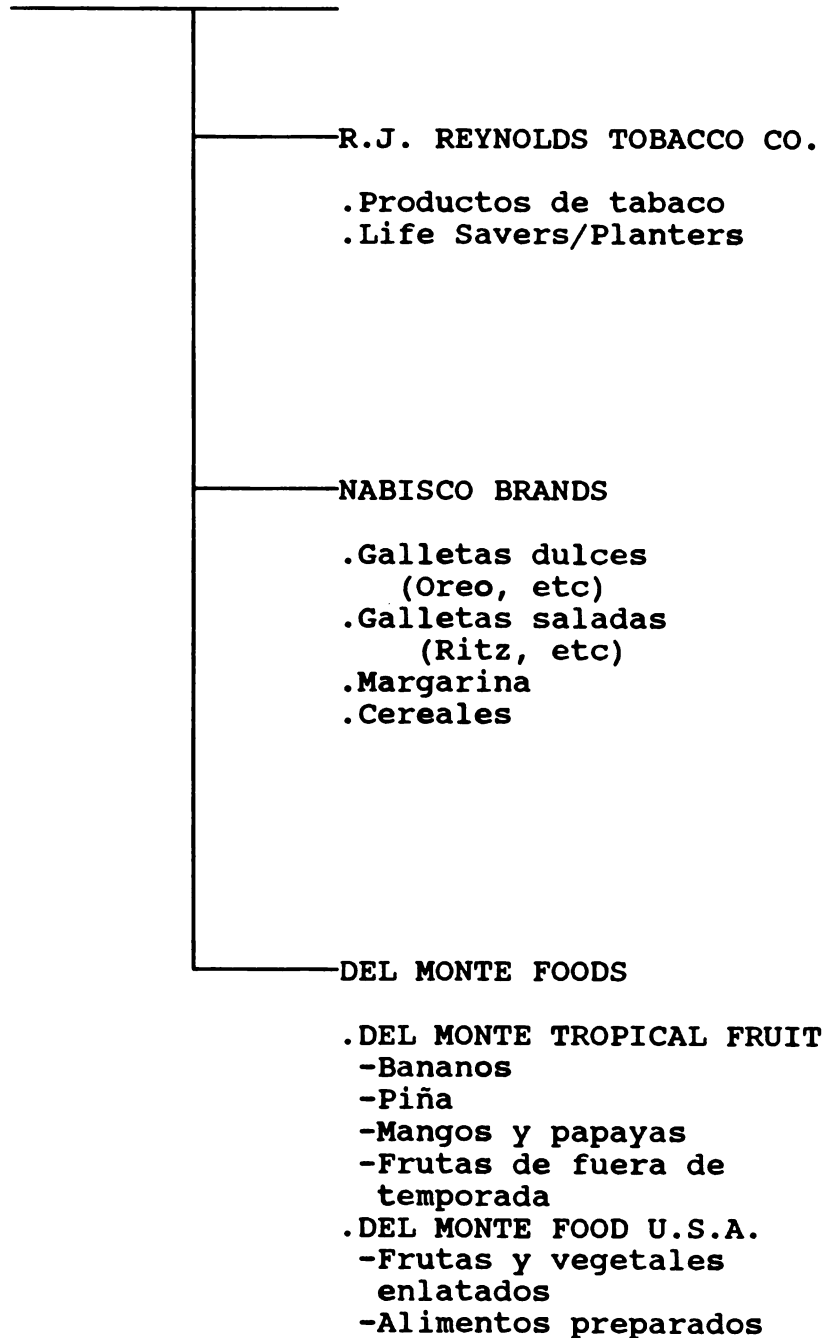 R.J. REYNOLDS TOBACCO CO.
.Productos de tabaco
.Life Savers/Planters
NABISCO BRANDS
.Galletas dulces
(Oreo, etc)
.Galletas saladas
(Ritz, etc)
.Margarina
.Cereales
DEL MONTE FOODS
.DEL MONTE TROPICAL FRUIT
-Bananos
-Piña
-Mangos y papayas
-Frutas de fuera de
temporada
.DEL MONTE FOOD U.S.A.
-Frutas y vegetales
enlatados
-Alimentos preparados